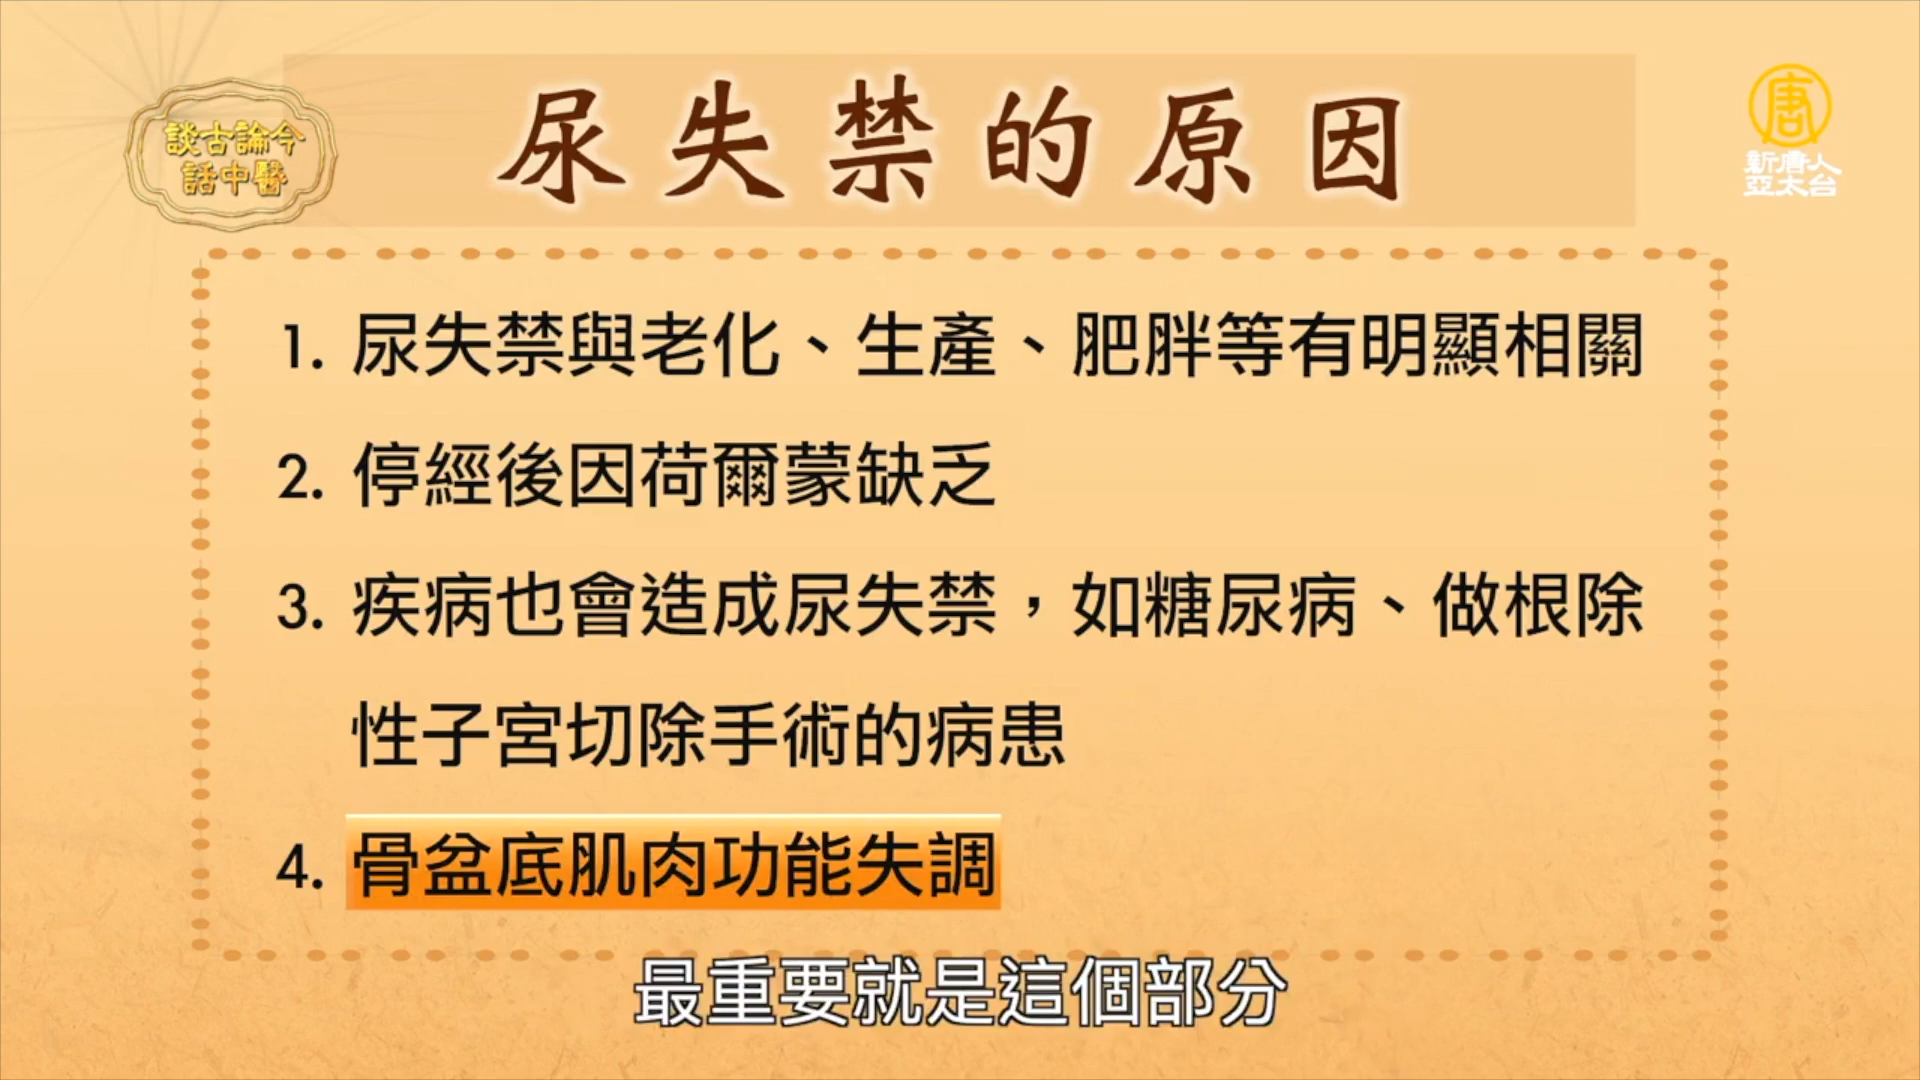 談古論今
話中醫
尿失禁的原因
新唐人
亞太台
1. 尿失禁與老化、生產、肥胖等有明顯相關
2. 停經後因荷爾蒙缺乏
3. 疾病也會造成尿失禁,如糖尿病、做根除
性子宮切除手術的病患
4. 骨盆底肌肉功能失調
最重要就是這個部分